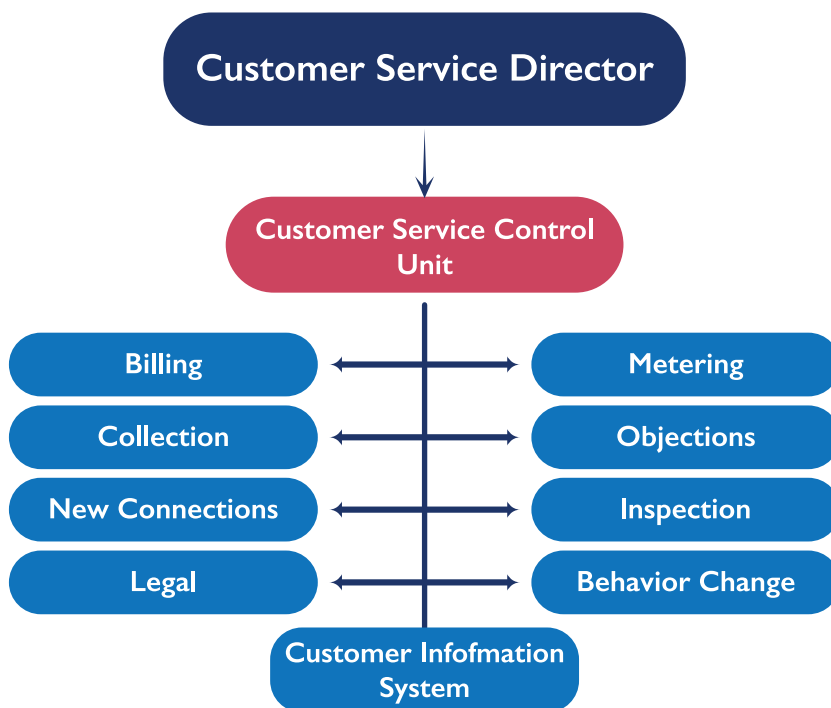 Customer Service Director
Customer Service Control
Unit
Billing
Metering
Collection
Objections
New Connections
Inspection
Legal
Behavior Change
Customer Infofmation
System